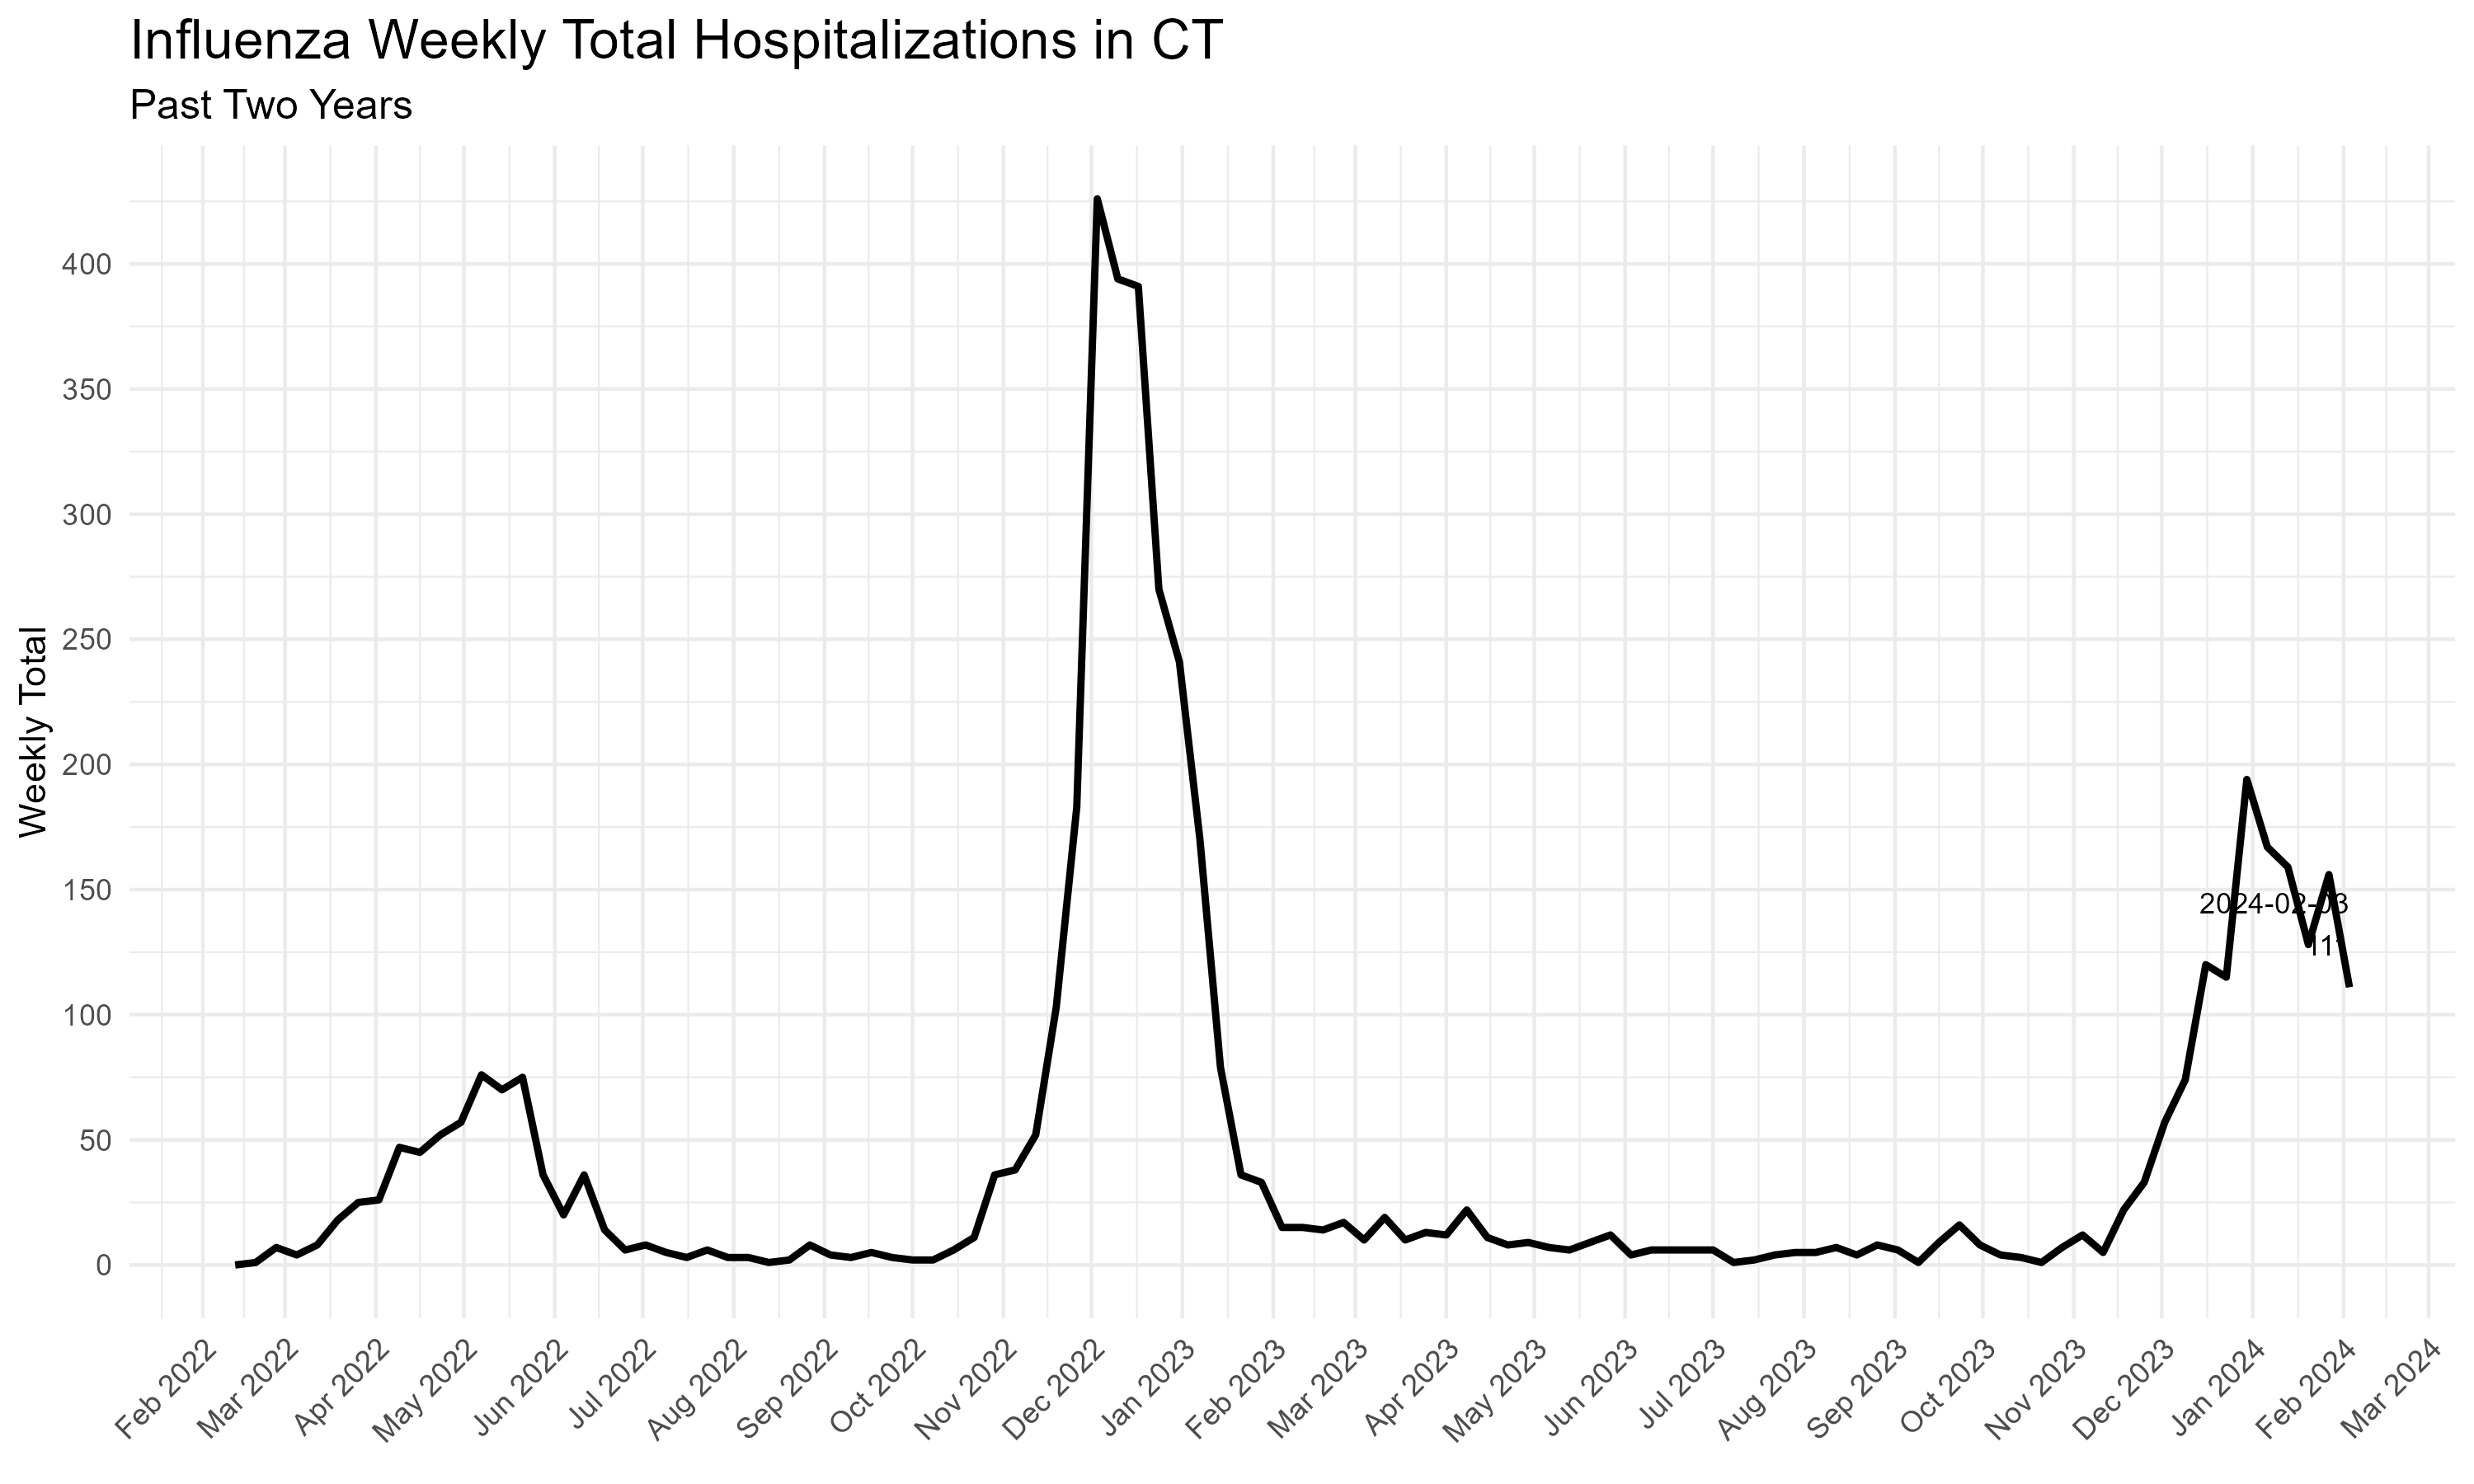 Influenza Weekly Total Hospitalizations in CT
Past Two Years
Weekly Total
400
350
300
250
200
150
100
50
0
2024-02-03
Feb 2022
Mar 2022
Apr 2022
May 2022
Jun 2022
Jul 2022
Aug 2022
Sep 2022
Oct 2022
Nov 2022
Dec 2022
Jan 2023
Feb 2023
Mar 2023
Apr 2023
May 2023
Jun 2023
Jul 2023
Aug 2023
Sep 2023
Oct 2023
Nov 2023
Dec 2023
Jan 2024
Feb 2024
Mar 2024